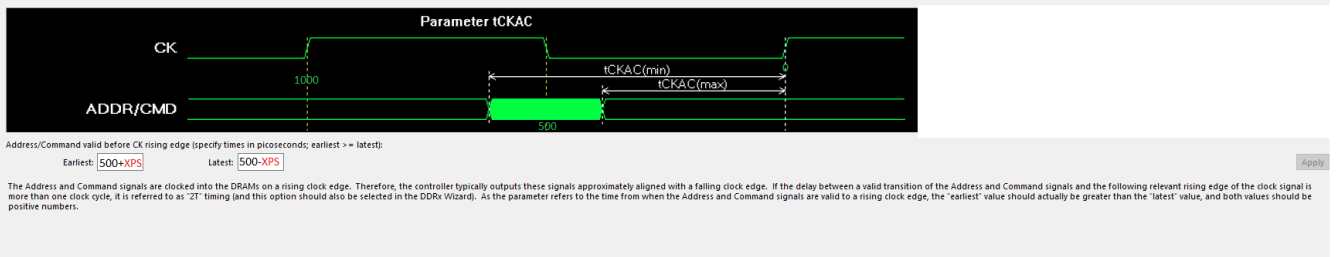 Parameter tCKAC
CK
tCKAC(min)
0
1000
tCKAC(max)
ADDR/CMD
500
Address/Command valid before CK rising edge (specify times in picoseconds; earliest >= latest):
Earliest: 500+XPS Latest: 500-XPS
Apply
The Address and Command signals are clocked into the DRAMs on a rising clock edge. Therefore, the controller typically outputs these signals approximately aligned with a falling clock edge. If the delay between a valid transition of the Address and Command signals and the following relevant rising edge of the clock signal is
more than one clock cycle, it is referred to as "2T" timing (and this option should also be selected in the DDRx Wizard). As the parameter refers to the time from when the Address and Command signals are valid to a rising clock edge, the "earliest" value should actually be greater than the "latest" value, and both values should be
positive numbers.